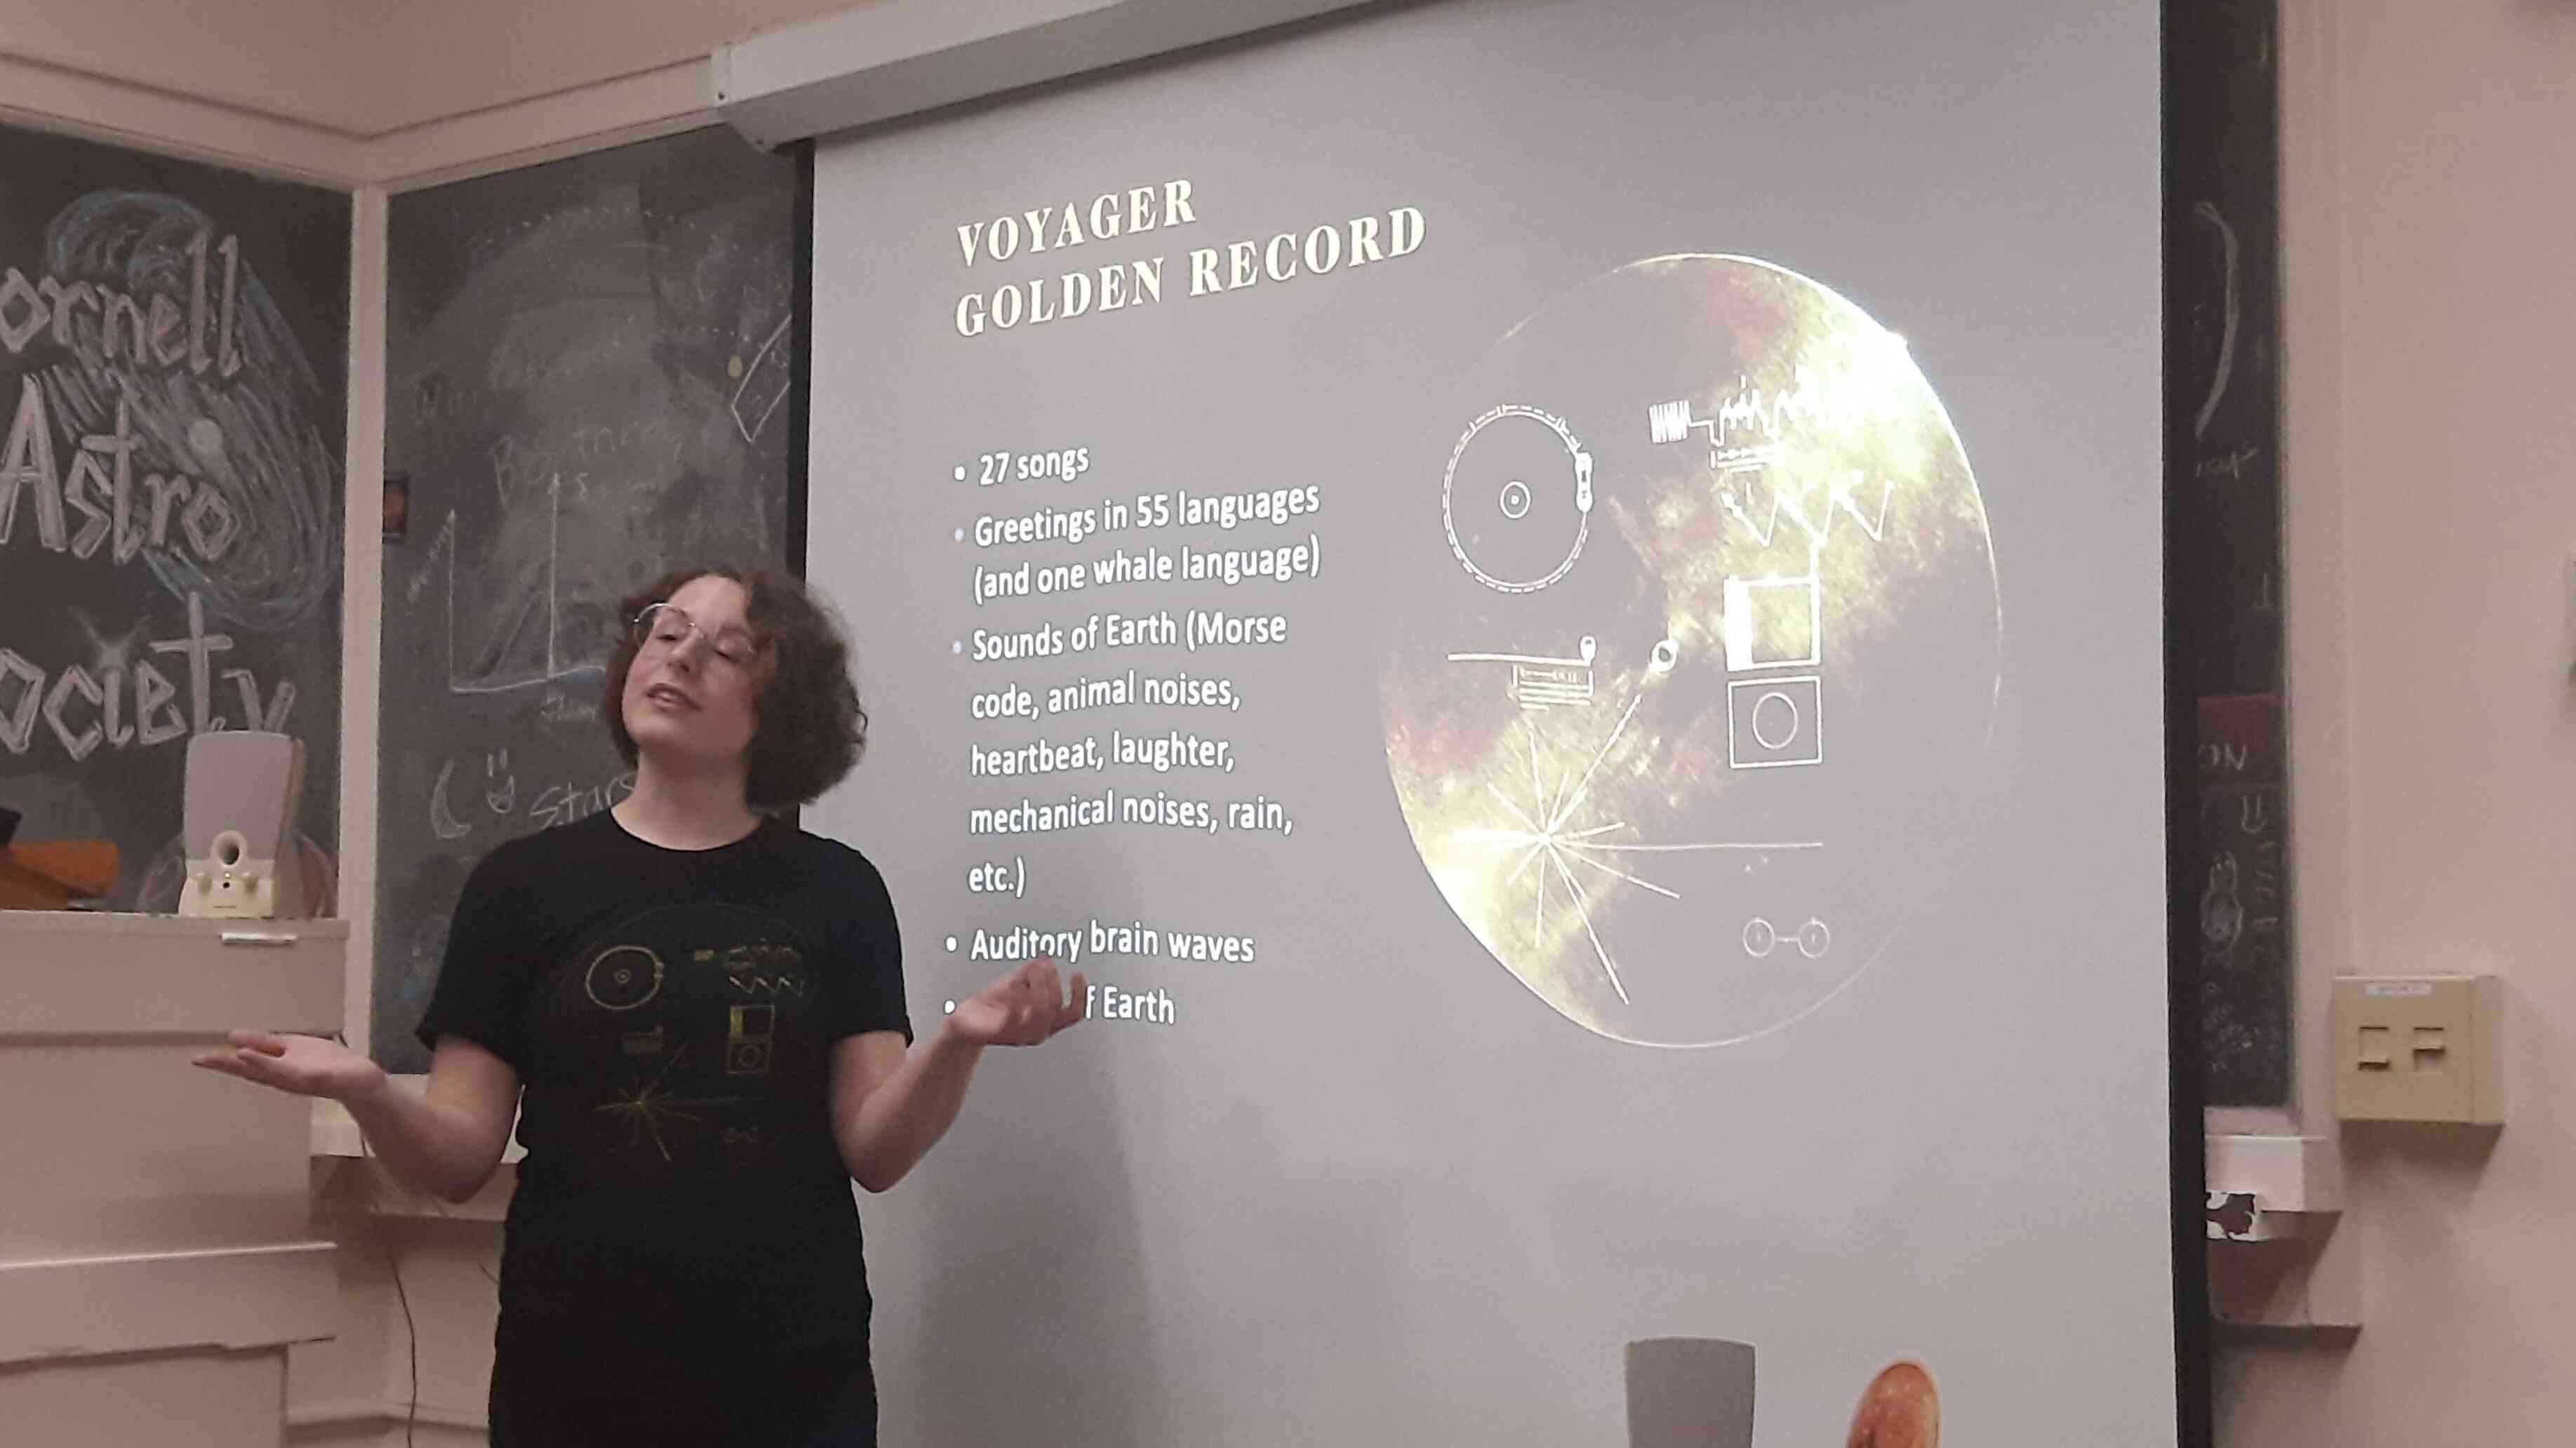 ornell
Astro
ociety
Stars
VOYAGER
GOLDEN RECORD
• 27 songs
• Greetings in 55 languages
(and one whale language)
• Sounds of Earth (Morse
code, animal noises,
heartbeat, laughter,
mechanical noises, rain,
etc.)
• Auditory brain waves
• f Earth